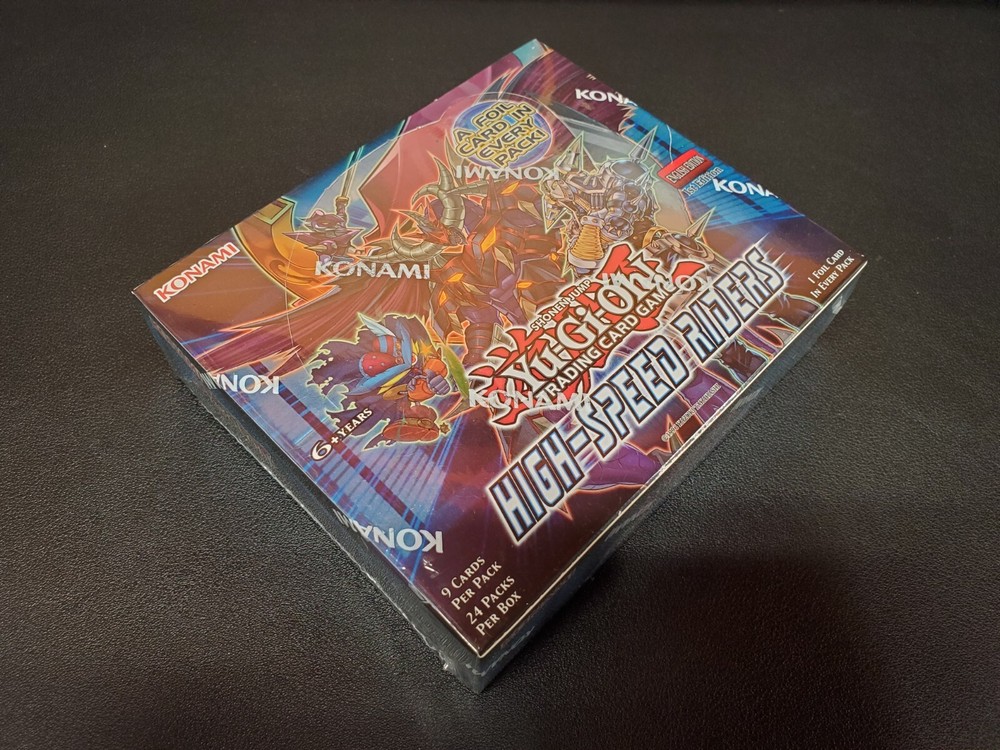 KONAMI
A FOIL
CARD IN
EVERY
PACK!
KONAMI
1st Edition
KONAMI
KONAMI
KONAMI
1 FOIL CARD
IN EVERY PACK
SHONEN JUMP
Yu-Gi-Oh!
TRADING CARD GAME
KONAMI
HIGH-SPEED RIDERS
KONAMI
6+ YEARS
KONAMI
9 CARDS
PER PACK
24 PACKS
PER BOX